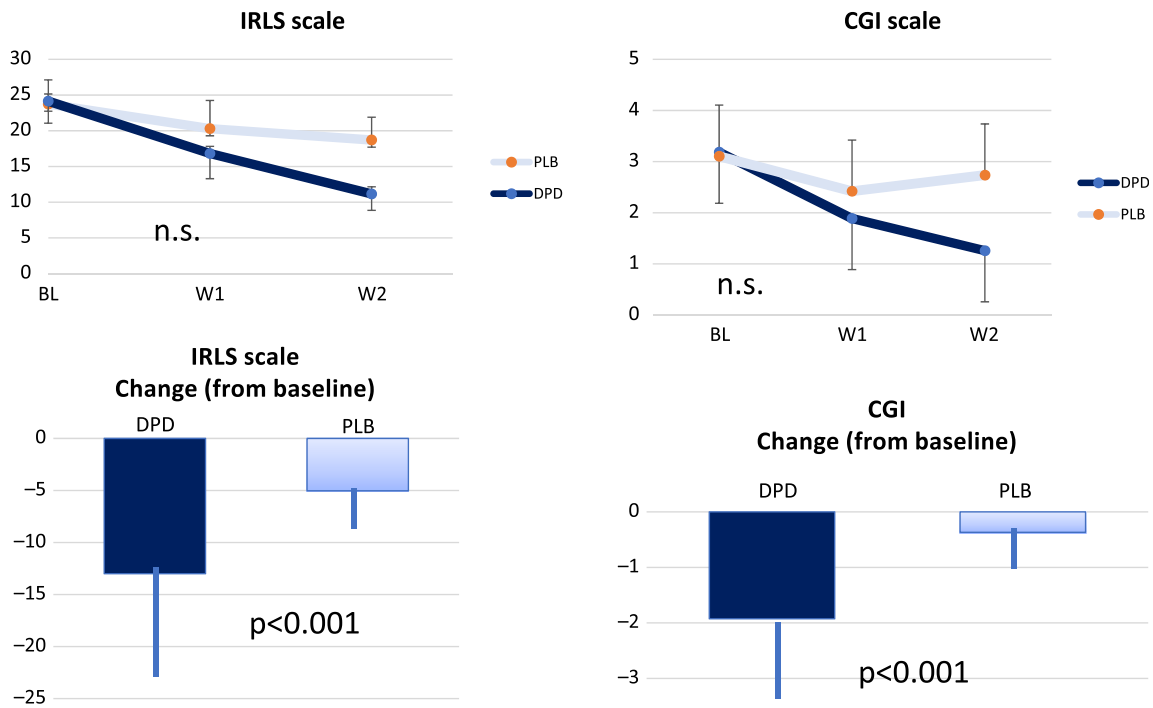 IRLS scale
30
25
20
15
10
5
0
BL
W1
W2
n.s.
PLB
DPD
CGI scale
5
4
3
2
1
0
BL
W1
W2
n.s.
DPD
PLB
IRLS scale
Change (from baseline)
DPD
PLB
0
−5
−10
−15
−20
−25
p<0.001
CGI
Change (from baseline)
DPD
PLB
0
−1
−2
−3
p<0.001